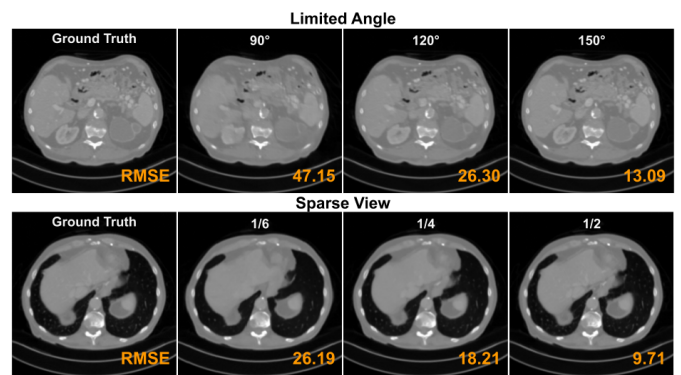 Limited Angle
Ground Truth 90° 120° 150°
RMSE 47.15 26.30 13.09
Sparse View
Ground Truth 1/6 1/4 1/2
RMSE 26.19 18.21 9.71